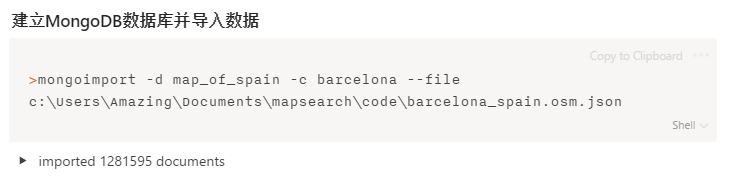 建立MongoDB数据库并导入数据
Copy to Clipboard
>mongoimport -d map_of_spain -c barcelona --file
c:\Users\Amazing\Documents\mapsearch\code\barcelona_spain.osm.json
Shell
imported 1281595 documents